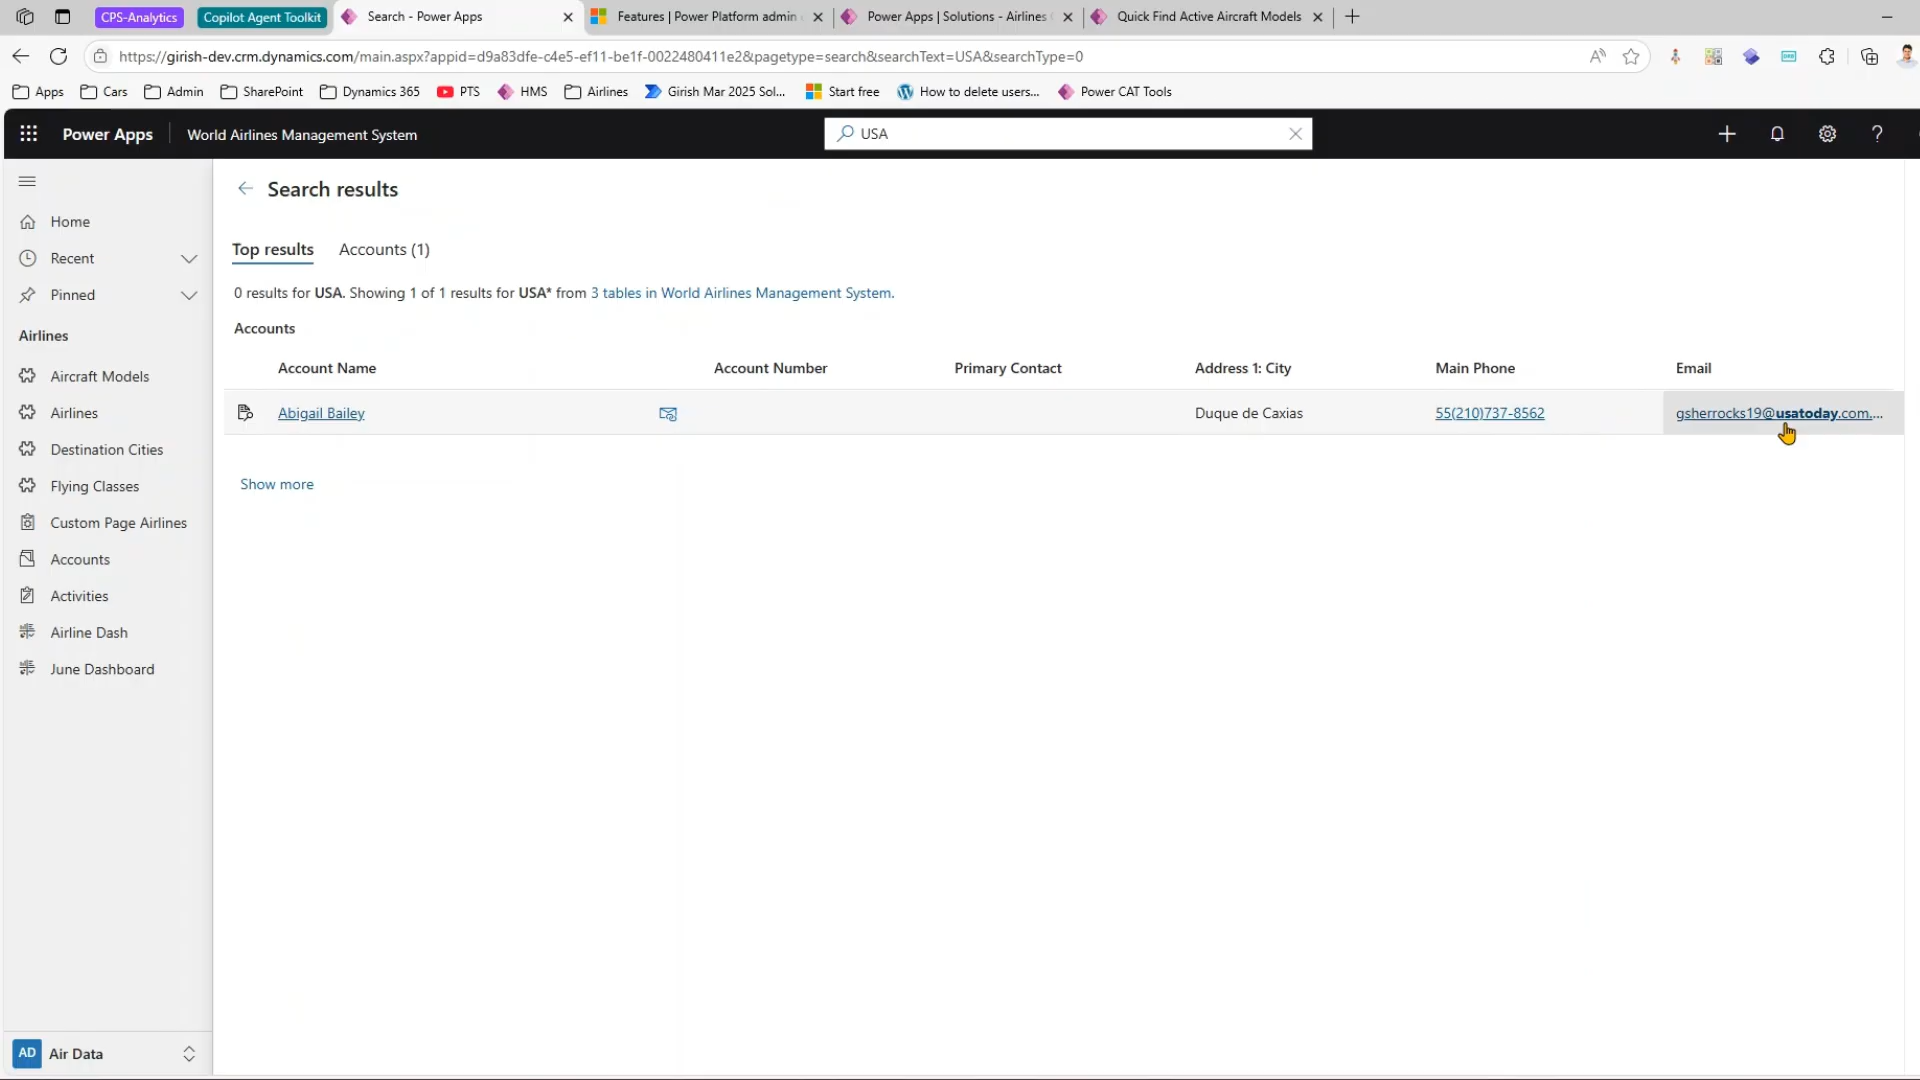 CPS-Analytics
Copilot Agent Toolkit
Search - Power Apps
Features | Power Platform admin
Power Apps | Solutions - Airlines
Quick Find Active Aircraft Models
https://girish-dev.crm.dynamics.com/main.aspx?appid=d9a83dfe-c4e5-ef11-be1f-0022480411e2&pagetype=search&searchText=USA&searchType=0
Apps
Cars
Admin
SharePoint
Dynamics 365
PTS
HMS
Airlines
Girish Mar 2025 Sol...
Start free
How to delete users...
Power CAT Tools
Power Apps
World Airlines Management System
USA
Search results
Home
Top results
Accounts (1)
Recent
Pinned
0 results for USA. Showing 1 of 1 results for USA* from 3 tables in World Airlines Management System.
Accounts
Airlines
Account Name
Account Number
Primary Contact
Address 1: City
Main Phone
Email
Aircraft Models
Airlines
Abigail Bailey
Duque de Caxias
55(210)737-8562
gsherrocks19@usatoday.com....
Destination Cities
Flying Classes
Show more
Custom Page Airlines
Accounts
Activities
Airline Dash
June Dashboard
AD
Air Data